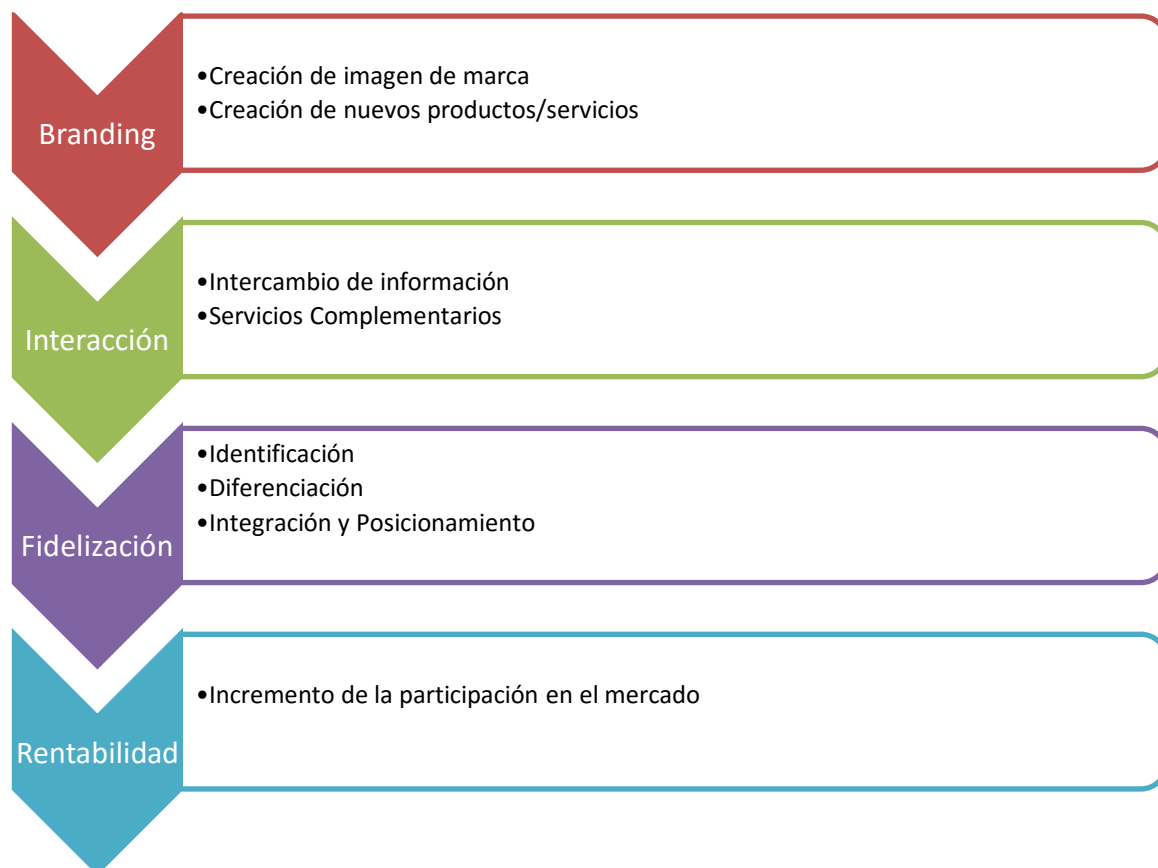 Branding
•Creación de imagen de marca
•Creación de nuevos productos/servicios
Interacción
•Intercambio de información
•Servicios Complementarios
Fidelización
•Identificación
•Diferenciación
•Integración y Posicionamiento
Rentabilidad
•Incremento de la participación en el mercado